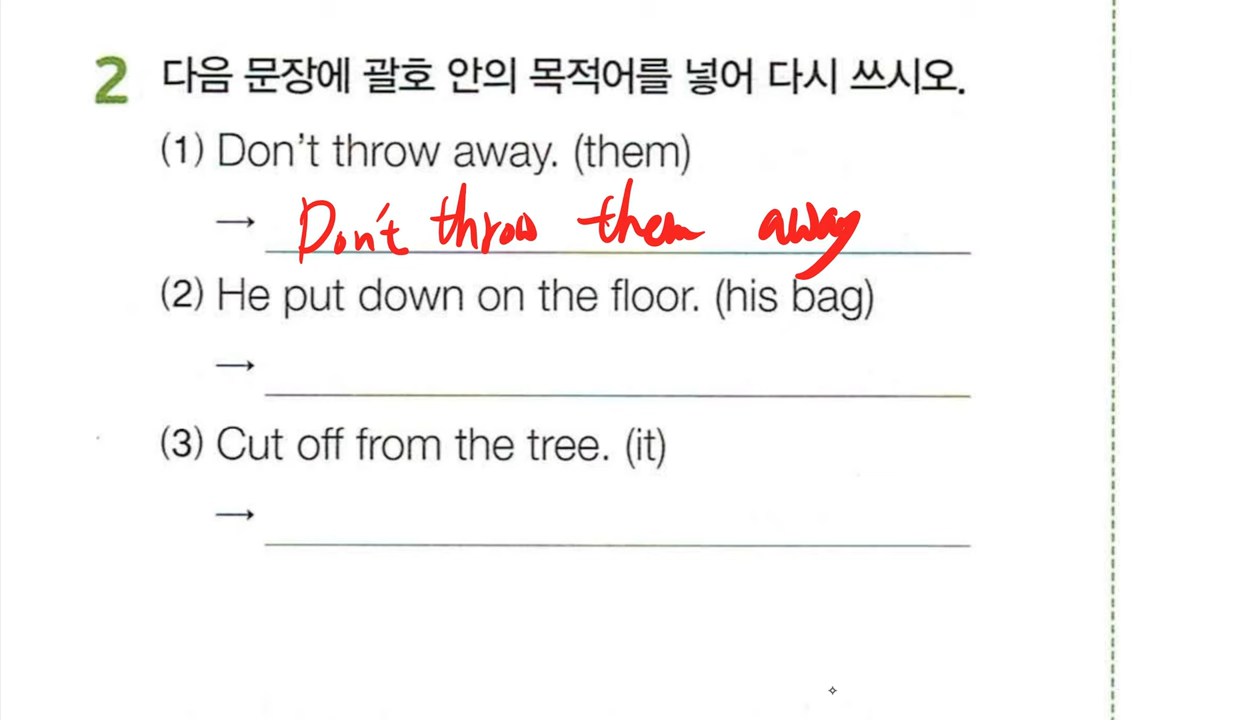 2 다음 문장에 괄호 안의 목적어를 넣어 다시 쓰시오.
(1) Don't throw away. (them)
→ Don't throw them away
(2) He put down on the floor. (his bag)
→
(3) Cut off from the tree. (it)
→